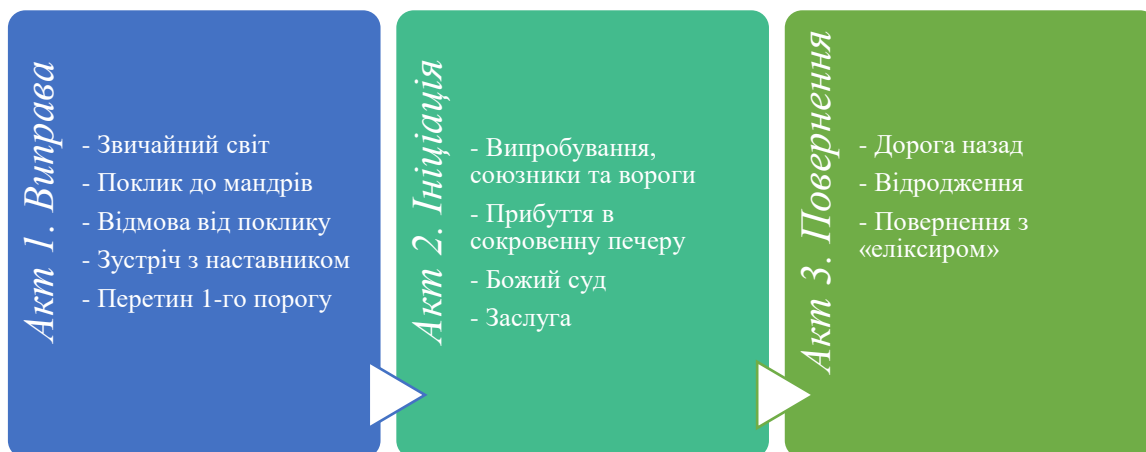 Акт 1. Виправа
- Звичайний світ
- Поклик до мандрів
- Відмова від поклику
- Зустріч з наставником
- Перетин 1-го порогу
Акт 2. Ініціація
- Випробування,
союзники та вороги
- Прибуття в
сокровенну печеру
- Божий суд
- Заслуга
Акт 3. Повернення
- Дорога назад
- Відродження
- Повернення з
«еліксиром»